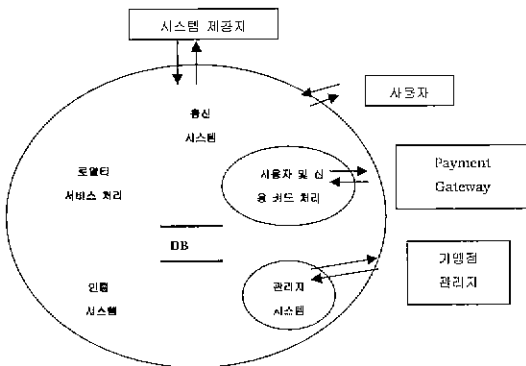 시스템 제공자
사용자
통신
시스템
로열티
서비스 처리
사용자 및 신
용 카드 처리
Payment
Gateway
DB
가맹점
관리자
인증
시스템
관리자
시스템